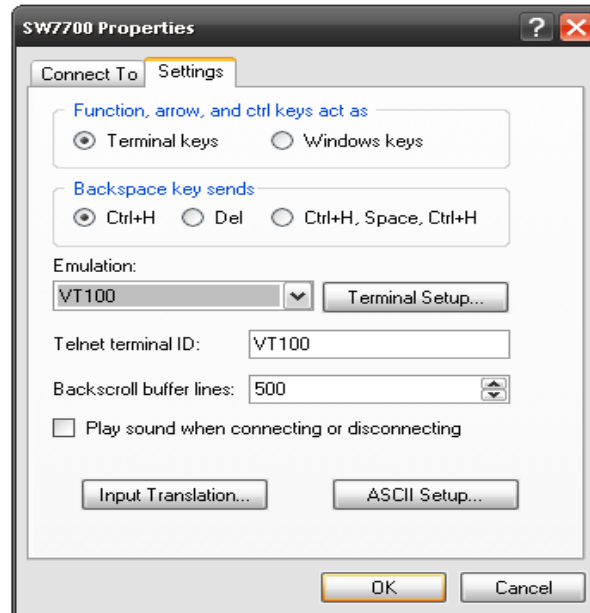 SW7700 Properties
Connect To Settings
Function, arrow, and ctrl keys act as
Terminal keys Windows keys
Backspace key sends
Ctrl+H Del Ctrl+H, Space, Ctrl+H
Emulation:
VT100 Terminal Setup...
Telnet terminal ID: VT100
Backscroll buffer lines: 500
Play sound when connecting or disconnecting
Input Translation... ASCII Setup...
OK Cancel